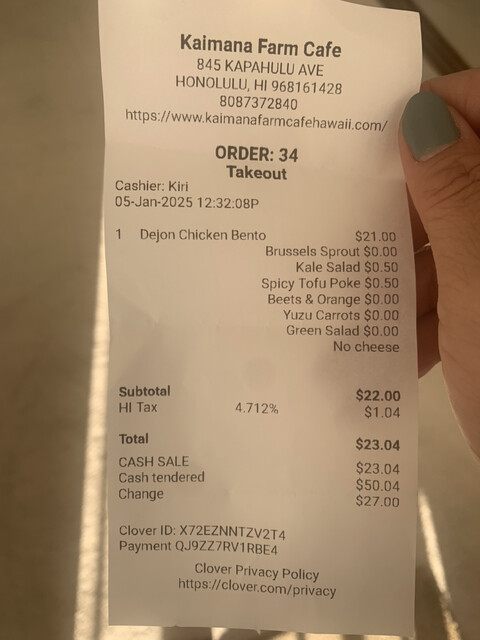 Kaimana Farm Cafe
845 KAPAHULU AVE
HONOLULU, HI 968161428
8087372840
https://www.kaimanafarmcafehawaii.com/
ORDER: 34
Takeout
Cashier: Kiri
05-Jan-2025 12:32:08P
1 Dejon Chicken Bento $21.00
Brussels Sprout $0.00
Kale Salad $0.50
Spicy Tofu Poke $0.50
Beets & Orange $0.00
Yuzu Carrots $0.00
Green Salad $0.00
No cheese
Subtotal $22.00
HI Tax 4.712% $1.04
Total $23.04
CASH SALE $23.04
Cash tendered $50.04
Change $27.00
Clover ID: X72EZNNTZV2T4
Payment QJ9ZZ7RV1RBE4
Clover Privacy Policy
https://clover.com/privacy